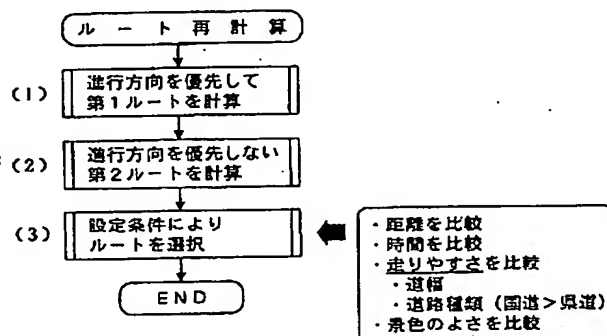 ルート再計算
(1)
進行方向を優先して
第1ルートを計算
(2)
進行方向を優先しない
第2ルートを計算
(3)
設定条件により
ルートを選択
END
・距離を比較
・時間を比較
・走りやすさを比較
・道幅
・道路種類（国道>県道）
・景色のよさを比較